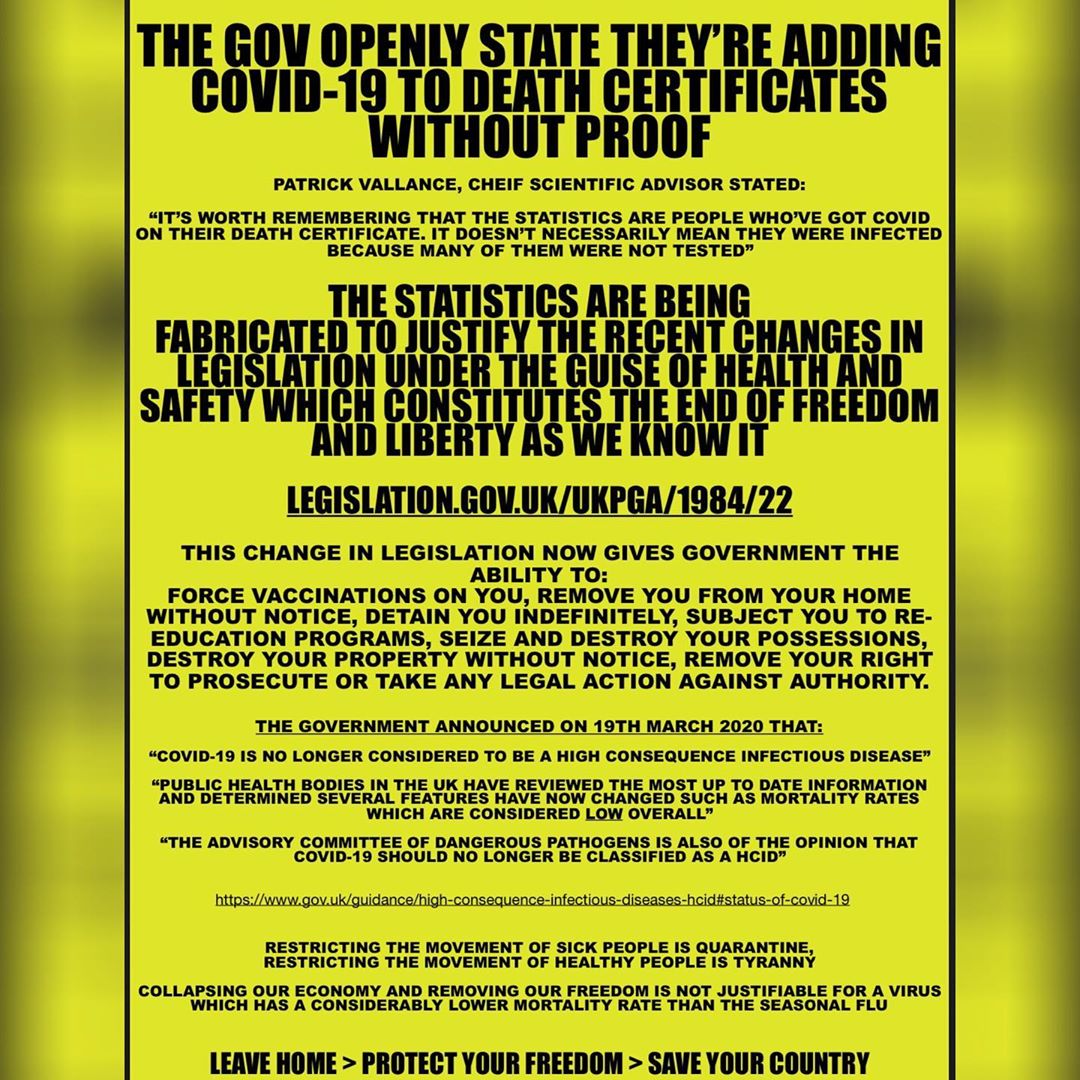 THE GOV OPENLY STATE THEY'RE ADDING
COVID-19 TO DEATH CERTIFICATES
WITHOUT PROOF
PATRICK VALLANCE, CHEIF SCIENTIFIC ADVISOR STATED:
“IT'S WORTH REMEMBERING THAT THE STATISTICS ARE PEOPLE WHO'VE GOT COVID
ON THEIR DEATH CERTIFICATE. IT DOESN'T NECESSARILY MEAN THEY WERE INFECTED
BECAUSE MANY OF THEM WERE NOT TESTED”
THE STATISTICS ARE BEING
FABRICATED TO JUSTIFY THE RECENT CHANGES IN
LEGISLATION UNDER THE GUISE OF HEALTH AND
SAFETY WHICH CONSTITUTES THE END OF FREEDOM
AND LIBERTY AS WE KNOW IT
LEGISLATION.GOV.UK/UKPGA/1984/22
THIS CHANGE IN LEGISLATION NOW GIVES GOVERNMENT THE
ABILITY TO:
FORCE VACCINATIONS ON YOU, REMOVE YOU FROM YOUR HOME
WITHOUT NOTICE, DETAIN YOU INDEFINITELY, SUBJECT YOU TO RE-
EDUCATION PROGRAMS, SEIZE AND DESTROY YOUR POSSESSIONS,
DESTROY YOUR PROPERTY WITHOUT NOTICE, REMOVE YOUR RIGHT
TO PROSECUTE OR TAKE ANY LEGAL ACTION AGAINST AUTHORITY.
THE GOVERNMENT ANNOUNCED ON 19TH MARCH 2020 THAT:
“COVID-19 IS NO LONGER CONSIDERED TO BE A HIGH CONSEQUENCE INFECTIOUS DISEASE”
“PUBLIC HEALTH BODIES IN THE UK HAVE REVIEWED THE MOST UP TO DATE INFORMATION
AND DETERMINED SEVERAL FEATURES HAVE NOW CHANGED SUCH AS MORTALITY RATES
WHICH ARE CONSIDERED LOW OVERALL”
“THE ADVISORY COMMITTEE OF DANGEROUS PATHOGENS IS ALSO OF THE OPINION THAT
COVID-19 SHOULD NO LONGER BE CLASSIFIED AS A HCID”
https://www.gov.uk/guidance/high-consequence-infectious-diseases-hcid#status-of-covid-19
RESTRICTING THE MOVEMENT OF SICK PEOPLE IS QUARANTINE,
RESTRICTING THE MOVEMENT OF HEALTHY PEOPLE IS TYRANNY
COLLAPSING OUR ECONOMY AND REMOVING OUR FREEDOM IS NOT JUSTIFIABLE FOR A VIRUS
WHICH HAS A CONSIDERABLY LOWER MORTALITY RATE THAN THE SEASONAL FLU
LEAVE HOME > PROTECT YOUR FREEDOM > SAVE YOUR COUNTRY